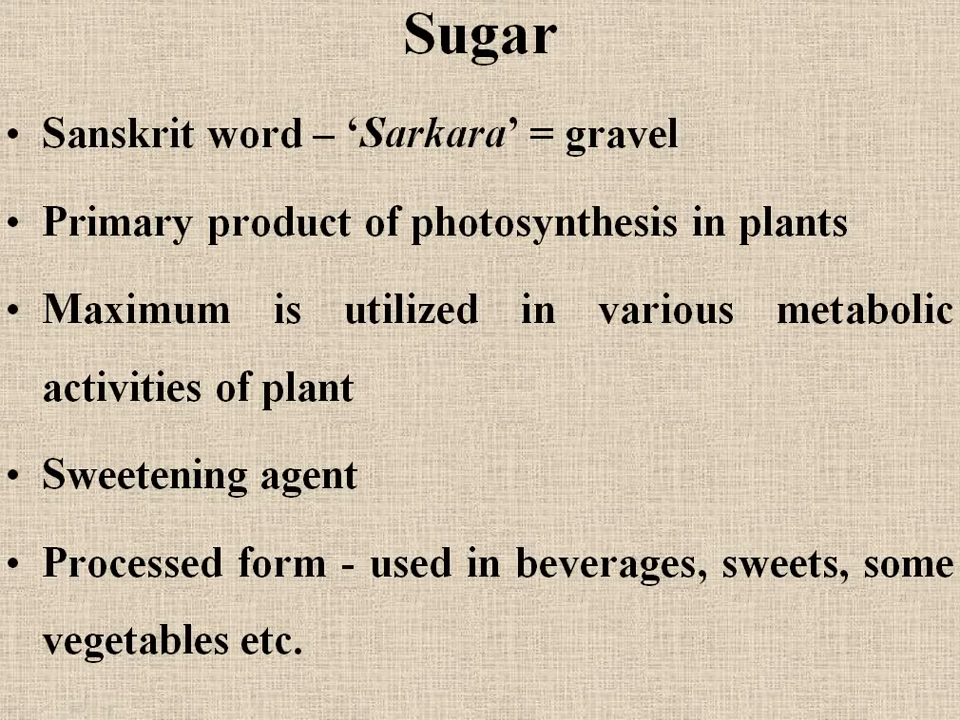 Sugar
• Sanskrit word – ‘Sarkara’ = gravel
• Primary product of photosynthesis in plants
• Maximum is utilized in various metabolic
activities of plant
• Sweetening agent
• Processed form - used in beverages, sweets, some
vegetables etc.